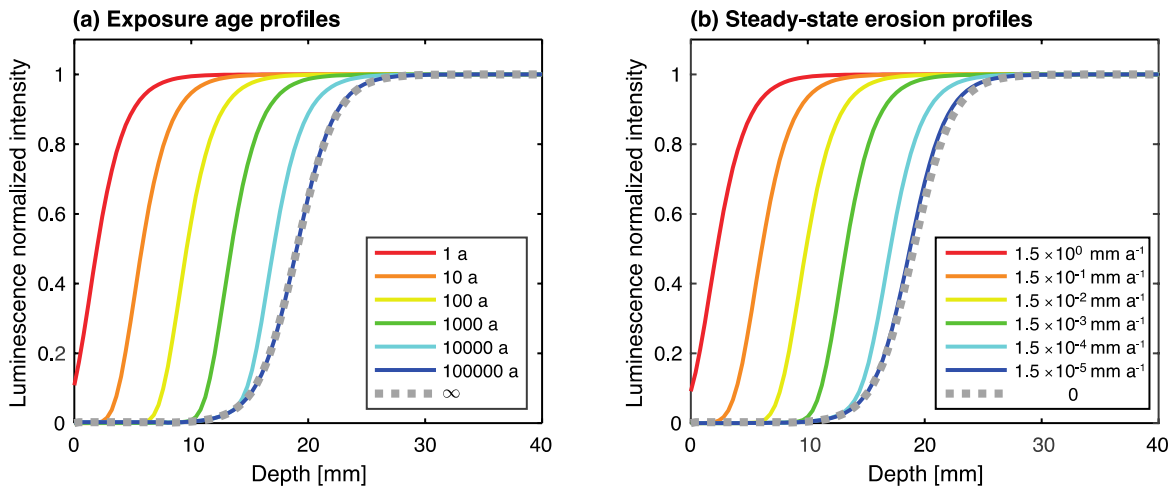 (a) Exposure age profiles
Luminescence normalized intensity
1
0.8
0.6
0.4
0.2
0
0 10 20 30 40
Depth [mm]
1 a
10 a
100 a
1000 a
10000 a
100000 a
∞
(b) Steady-state erosion profiles
Luminescence normalized intensity
1
0.8
0.6
0.4
0.2
0
0 10 20 30 40
Depth [mm]
1.5 ×10⁰ mm a⁻¹
1.5 ×10⁻¹ mm a⁻¹
1.5 ×10⁻² mm a⁻¹
1.5 ×10⁻³ mm a⁻¹
1.5 ×10⁻⁴ mm a⁻¹
1.5 ×10⁻⁵ mm a⁻¹
0